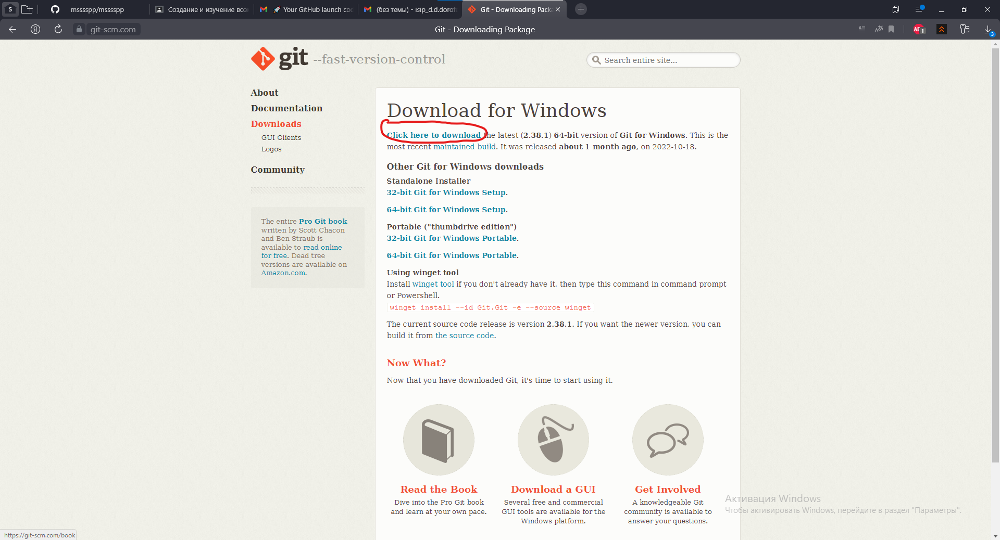 5
msssspp/msssspp
Создание и изучение воз
🚀 Your GitHub launch coc
(без темы) - isip_d.d.dorof
Git - Downloading Packa
git-scm.com
Git - Downloading Package
1
3
git --fast-version-control
Search entire site...
About
Documentation
Downloads
GUI Clients
Logos
Community
The entire Pro Git book
written by Scott Chacon
and Ben Straub is
available to read online
for free. Dead tree
versions are available on
Amazon.com.
Download for Windows
Click here to download the latest (2.38.1) 64-bit version of Git for Windows. This is the
most recent maintained build. It was released about 1 month ago, on 2022-10-18.
Other Git for Windows downloads
Standalone Installer
32-bit Git for Windows Setup.
64-bit Git for Windows Setup.
Portable ("thumbdrive edition")
32-bit Git for Windows Portable.
64-bit Git for Windows Portable.
Using winget tool
Install winget tool if you don't already have it, then type this command in command prompt
or Powershell.
winget install --id Git.Git -e --source winget
The current source code release is version 2.38.1. If you want the newer version, you can
build it from the source code.
Now What?
Now that you have downloaded Git, it's time to start using it.
Read the Book
Dive into the Pro Git book
and learn at your own pace.
Download a GUI
Several free and commercial
GUI tools are available for the
Windows platform.
Get Involved
A knowledgeable Git
community is available to
answer your questions.
Активация Windows
Чтобы активировать Windows, перейдите в раздел "Параметры".
https://git-scm.com/book